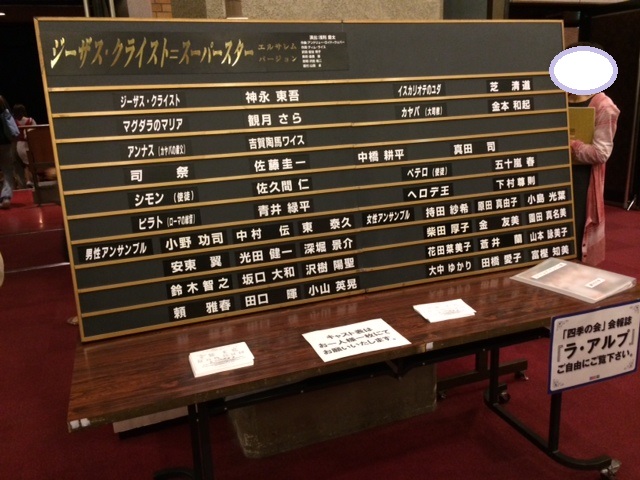 ジーザス・クライスト=スーパースター エルサレム バージョン
ジーザス・クライスト 神永 東吾 イスカリオテのユダ 芝 清道
マグダラのマリア 観月 さら カヤパ(大司教) 金本 和起
アンナス(カヤパの義父) 吉賀陶馬ワイス
司祭 佐藤 圭一 中橋 耕平 真田 司
シモン(使徒) 佐久間 仁 ペテロ(使徒) 五十嵐 春
ピラト(ローマの総督) 青井 緑平 ヘロデ王 下村 尊則
男性アンサンブル 小野 功司 中村 伝 東 泰久 女性アンサンブル 持田 紗希 原田 真由子 小島 光葉
安東 翼 光田 健一 深堀 景介 柴田 厚子 金 友美 豊田 真名美
鈴木 智之 坂口 大和 沢樹 陽聖 花田 菜美子 蒼井 蘭 山本 詠美子
頼 雅春 田口 暉 小山 英晃 大中 ゆかり 田橋 愛子 富樫 知美
キャスト表は
お一人様一枚にて
お願いいたします。
「四季の会」会報誌
『ラ・アルプ』
ご自由にご覧下さい。